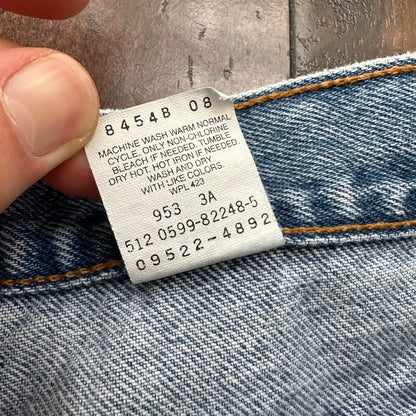 8454B 08
MACHINE WASH WARM NORMAL
CYCLE. ONLY NON-CHLORINE
BLEACH IF NEEDED. TUMBLE
DRY HOT. HOT IRON IF NEEDED.
WASH AND DRY
WITH LIKE COLORS.
WPL 423
953 3A
512 0599-82248-5
09522-4892